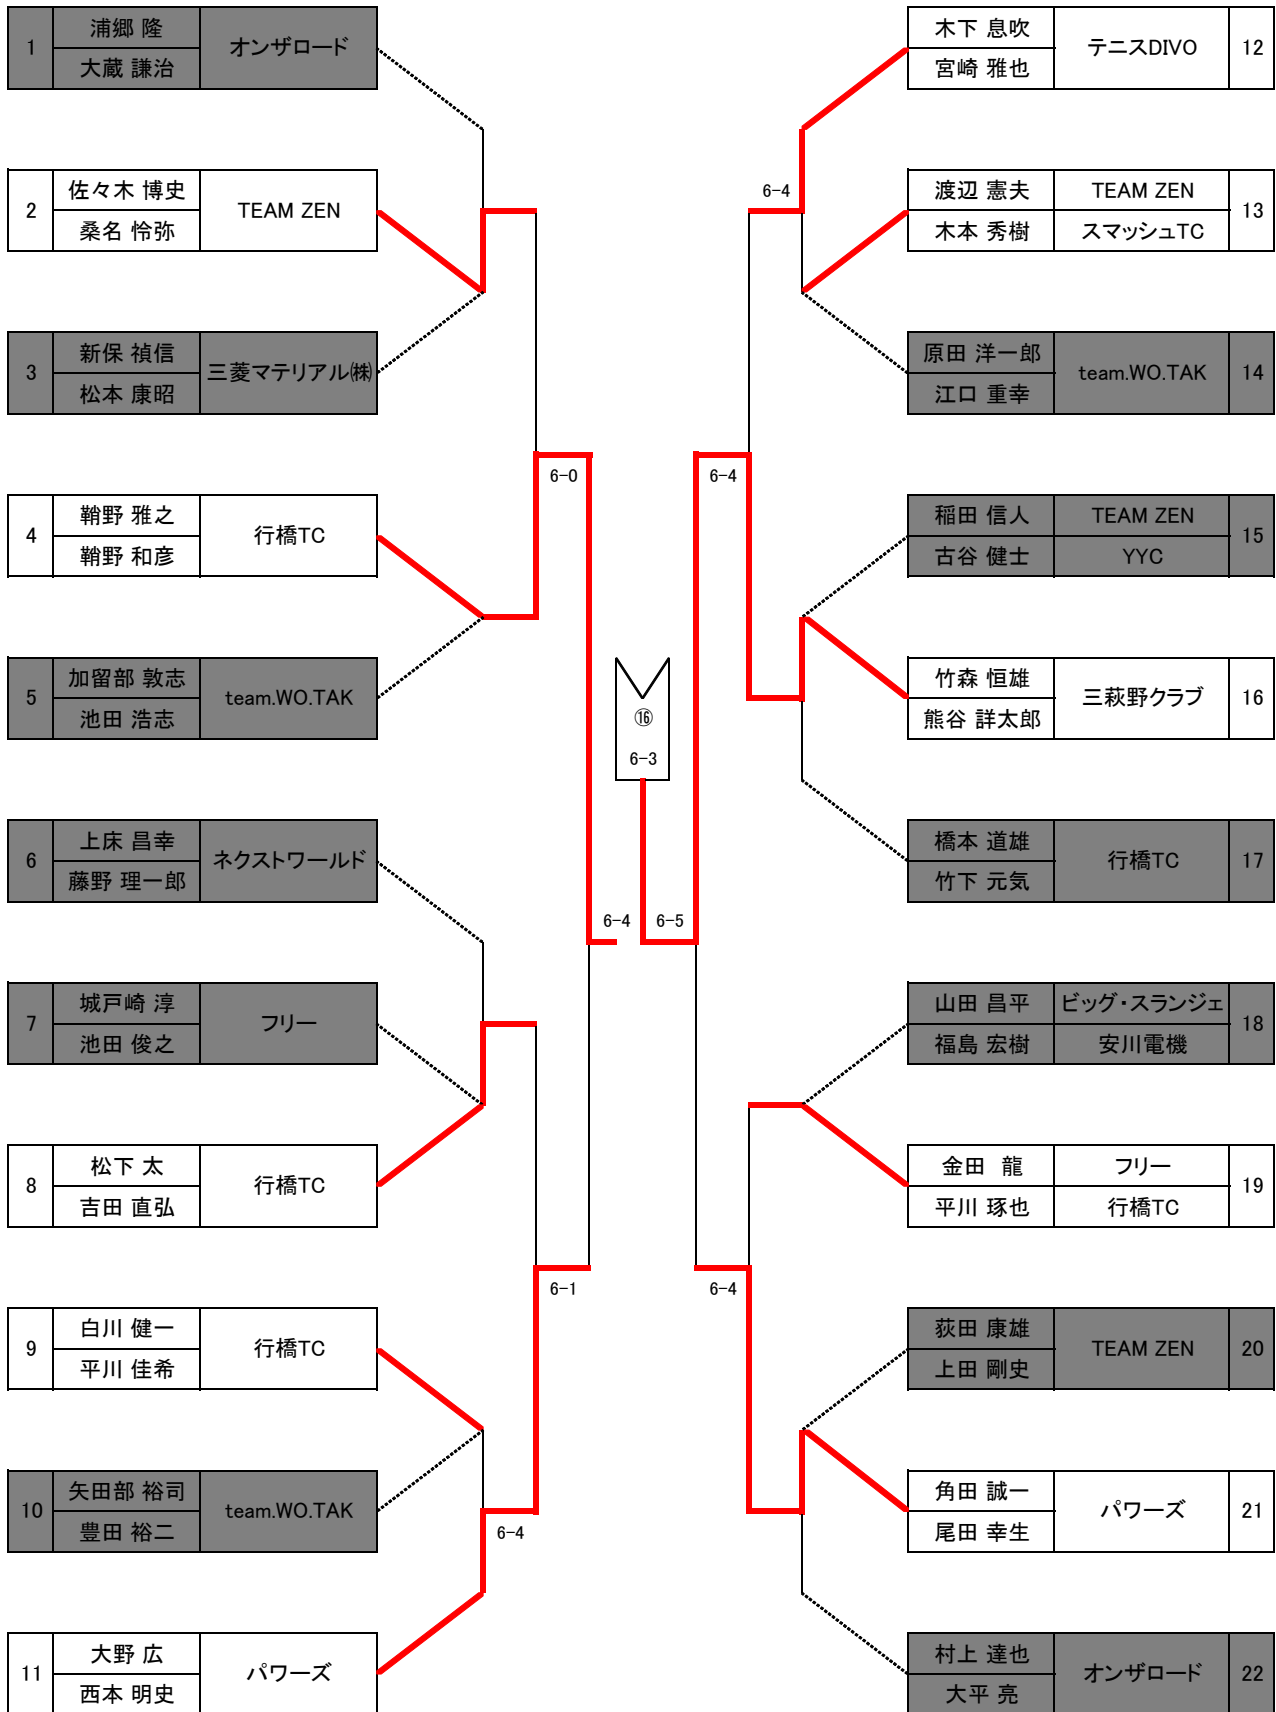 1 浦郷 隆 オンザロード
大蔵 謙治
2 佐々木 博史 TEAM ZEN
桑名 怜弥
3 新保 禎信 三菱マテリアル㈱
松本 康昭
4 鞘野 雅之 行橋TC
鞘野 和彦
5 加留部 敦志 team.WO.TAK
池田 浩志
6 上床 昌幸 ネクストワールド
藤野 理一郎
7 城戸崎 淳 フリー
池田 俊之
8 松下 太 行橋TC
吉田 直弘
9 白川 健一 行橋TC
平川 佳希
10 矢田部 裕司 team.WO.TAK
豊田 裕二
11 大野 広 パワーズ
西本 明史
6-0
6-1
6-4
6-4
⑯
6-3
6-5
6-4
6-4
6-4
木下 息吹 テニスDIVO 12
宮崎 雅也
渡辺 憲夫 TEAM ZEN 13
木本 秀樹 スマッシュTC
原田 洋一郎 team.WO.TAK 14
江口 重幸
稲田 信人 TEAM ZEN 15
古谷 健士 YYC
竹森 恒雄 三萩野クラブ 16
熊谷 詳太郎
橋本 道雄 行橋TC 17
竹下 元気
山田 昌平 ビッグ・スランジェ 18
福島 宏樹 安川電機
金田 龍 フリー 19
平川 琢也 行橋TC
荻田 康雄 TEAM ZEN 20
上田 剛史
角田 誠一 パワーズ 21
尾田 幸生
村上 達也 オンザロード 22
大平 亮